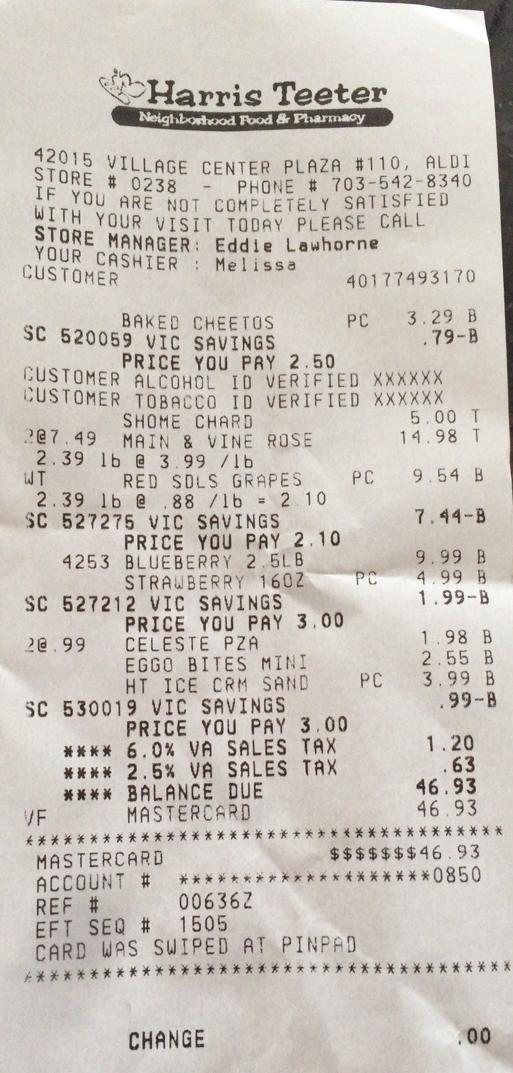 Harris Teeter
Neighborhood Food & Pharmacy
42015 VILLAGE CENTER PLAZA #110, ALDI
STORE # 0238 - PHONE # 703-542-8340
IF YOU ARE NOT COMPLETELY SATISFIED
WITH YOUR VISIT TODAY PLEASE CALL
STORE MANAGER: Eddie Lawhorne
YOUR CASHIER : Melissa
CUSTOMER 40177493170
BAKED CHEETOS PC 3.29 B
SC 520059 VIC SAVINGS .79-B
PRICE YOU PAY 2.50
CUSTOMER ALCOHOL ID VERIFIED XXXXXX
CUSTOMER TOBACCO ID VERIFIED XXXXXX
SHOME CHARD 5.00 T
2@7.49 MAIN & VINE ROSE 14.98 T
2.39 lb @ 3.99 /lb
WT RED SDLS GRAPES PC 9.54 B
2.39 lb @ .88 /lb = 2.10
SC 527275 VIC SAVINGS 7.44-B
PRICE YOU PAY 2.10
4253 BLUEBERRY 2.5LB 9.99 B
STRAWBERRY 16OZ PC 4.99 B
SC 527212 VIC SAVINGS 1.99-B
PRICE YOU PAY 3.00
2@.99 CELESTE PZA 1.98 B
EGGO BITES MINI 2.55 B
HT ICE CRM SAND PC 3.99 B
SC 530019 VIC SAVINGS .99-B
PRICE YOU PAY 3.00
**** 6.0% VA SALES TAX 1.20
**** 2.5% VA SALES TAX .63
**** BALANCE DUE 46.93
VF MASTERCARD 46.93
************************************
MASTERCARD $$$$$$$46.93
ACCOUNT # *********************0850
REF # 00636Z
EFT SEQ # 1505
CARD WAS SWIPED AT PINPAD
************************************
CHANGE .00